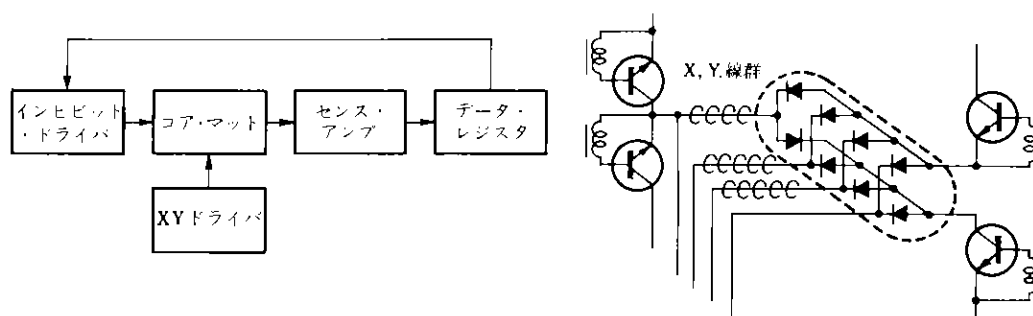 インヒビット
・ドライバ
コア・マット
センス・
アンプ
データ・
レジスタ
XYドライバ
X, Y.線群